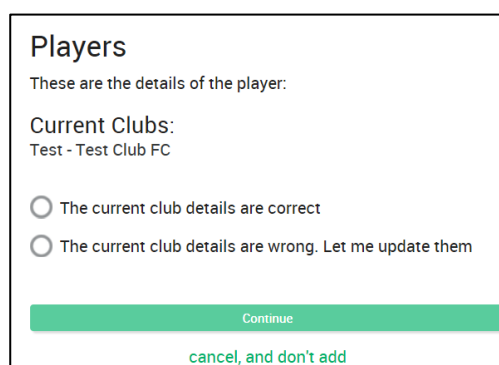 Players
These are the details of the player:
Current Clubs:
Test - Test Club FC
The current club details are correct
The current club details are wrong. Let me update them
Continue
cancel, and don't add